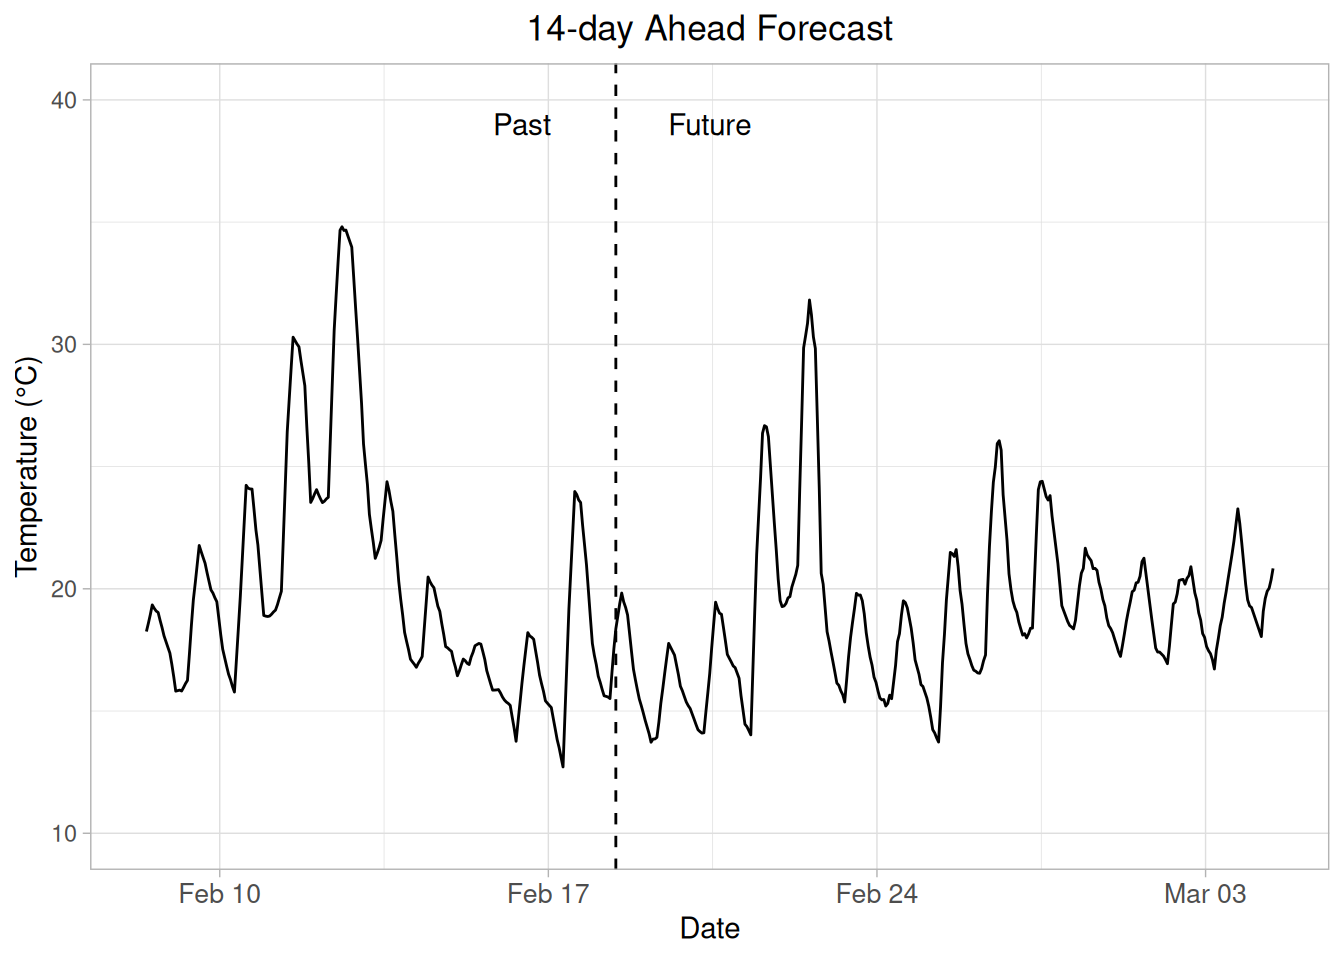 14-day Ahead Forecast
Past
Future
40
30
20
10
Temperature (°C)
Feb 10
Feb 17
Feb 24
Mar 03
Date